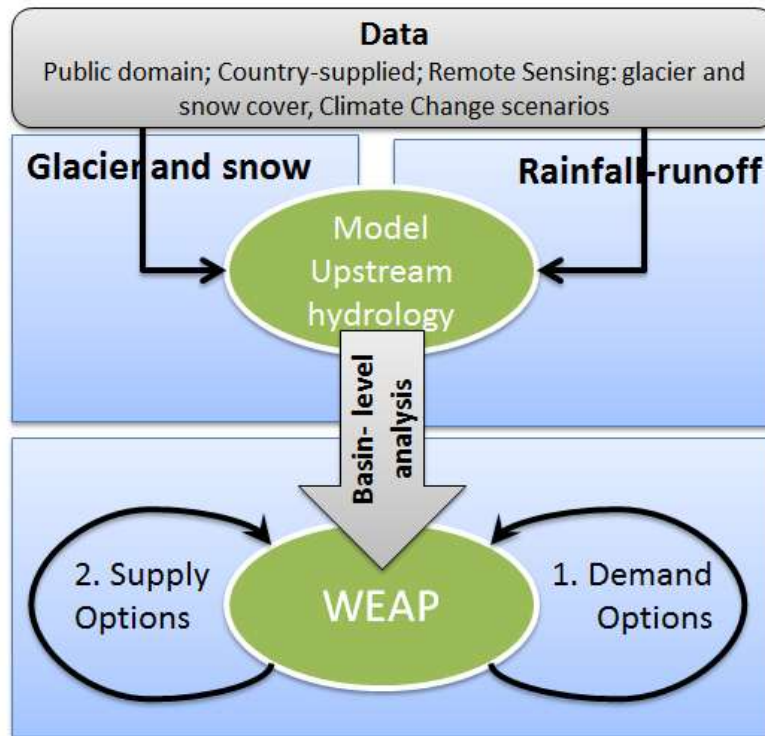 Data
Public domain; Country-supplied; Remote Sensing: glacier and
snow cover, Climate Change scenarios
Glacier and snow
Rainfall-runoff
Model
Upstream
hydrology
Basin- level
analysis
2. Supply
Options
WEAP
1. Demand
Options